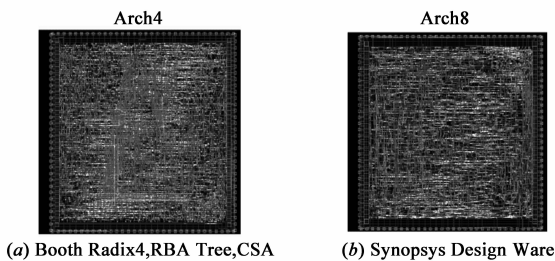 Arch4
Arch8
(a) Booth Radix4,RBA Tree,CSA
(b) Synopsys Design Ware